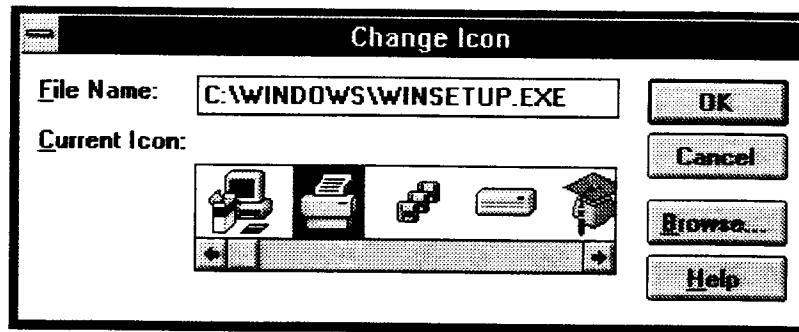 Change Icon
File Name: C:\WINDOWS\WINSETUP.EXE
OK
Current Icon:
Cancel
Browse...
Help